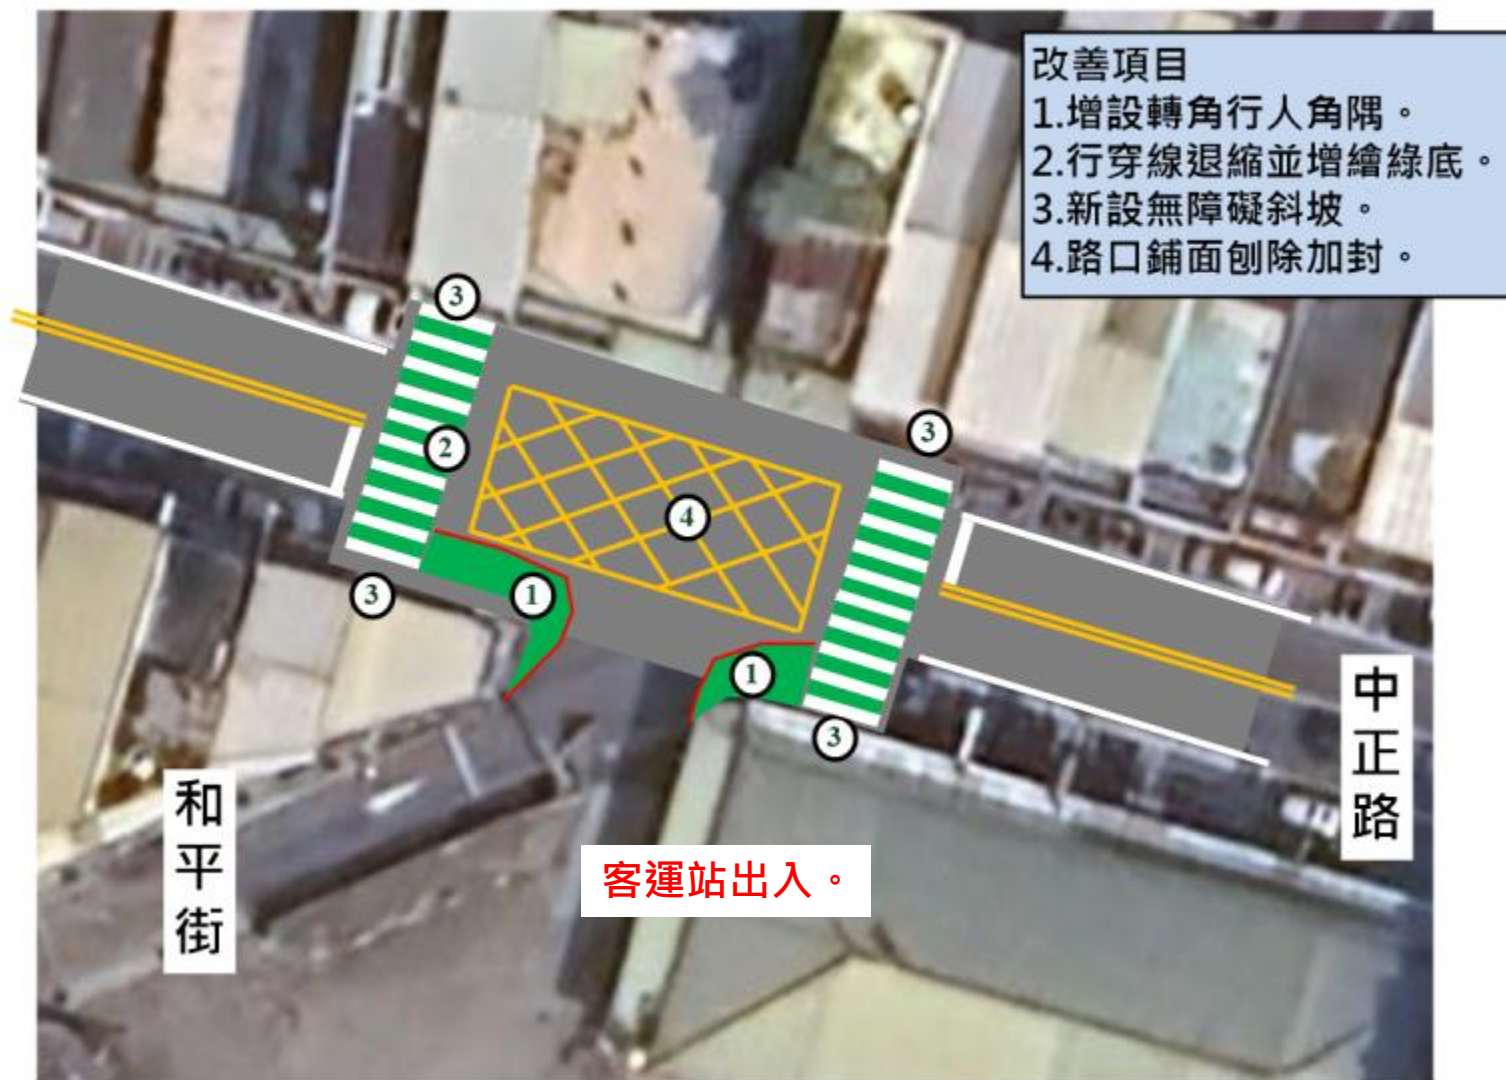 改善項目
1.增設轉角行人角隅。
2.行穿線退縮並增繪綠底。
3.新設無障礙斜坡。
4.路口鋪面刨除加封。
3
3
2
4
1
3
1
3
中正路
和平街
客運站出入。